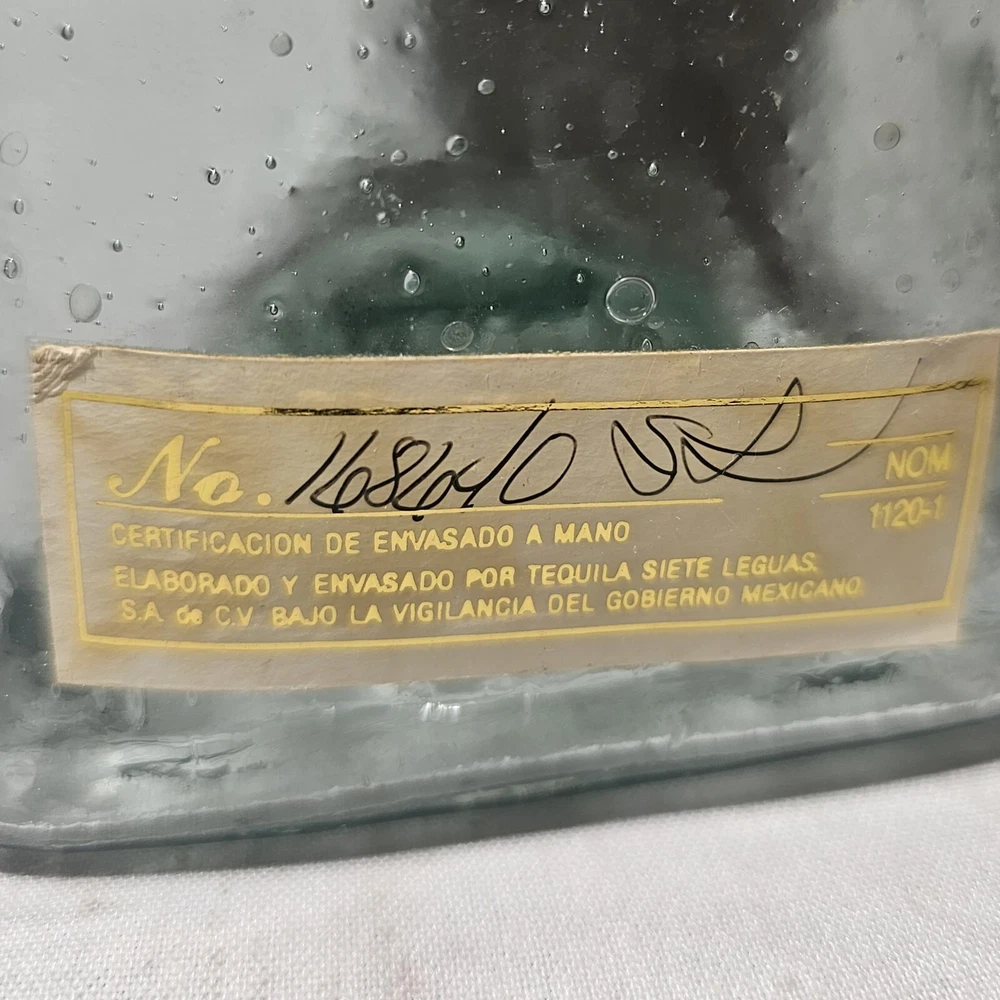 No.
NOM
1120-1
CERTIFICACION DE ENVASADO A MANO
ELABORADO Y ENVASADO POR TEQUILA SIETE LEGUAS,
S.A. de C.V. BAJO LA VIGILANCIA DEL GOBIERNO MEXICANO